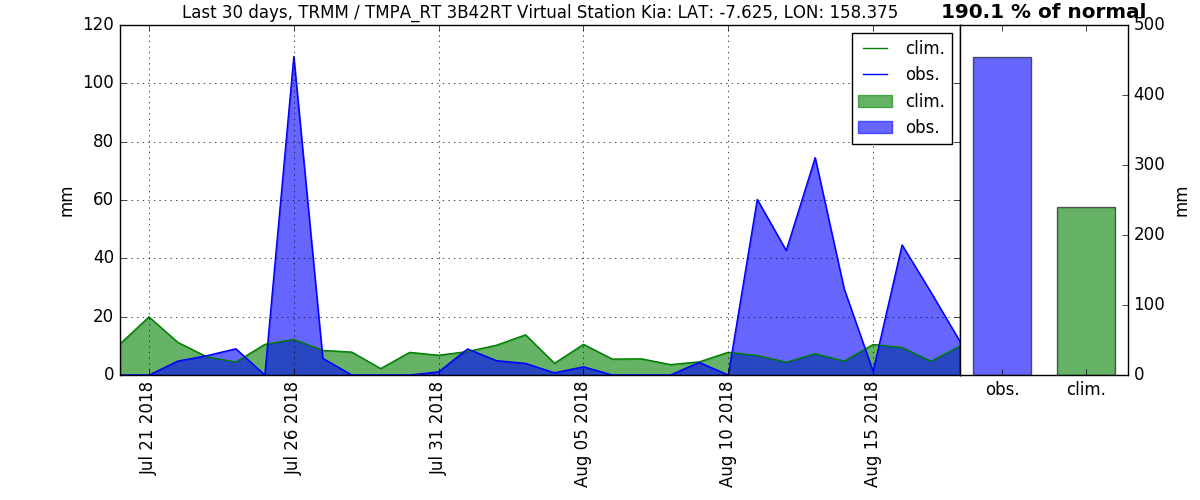 Last 30 days, TRMM / TMPA_RT 3B42RT Virtual Station Kia: LAT: -7.625, LON: 158.375
190.1 % of normal
120
100
80
60
40
20
0
mm
clim.
obs.
clim.
obs.
500
400
300
200
100
0
mm
Jul 21 2018
Jul 26 2018
Jul 31 2018
Aug 05 2018
Aug 10 2018
Aug 15 2018
obs.
clim.